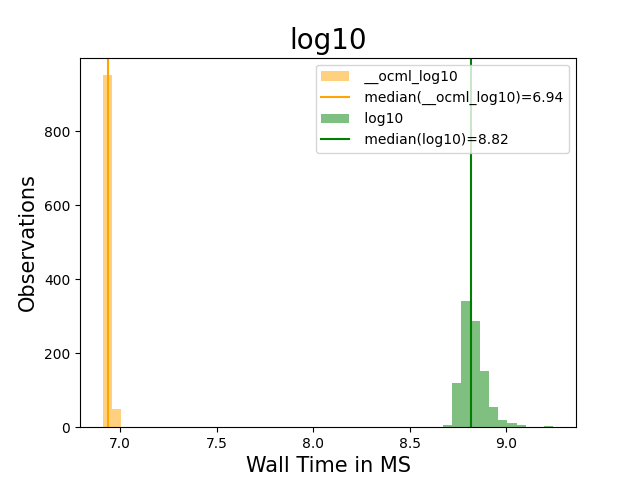 log10
__ocml_log10
median(__ocml_log10)=6.94
log10
median(log10)=8.82
Observations
800
600
400
200
0
7.0 7.5 8.0 8.5 9.0
Wall Time in MS